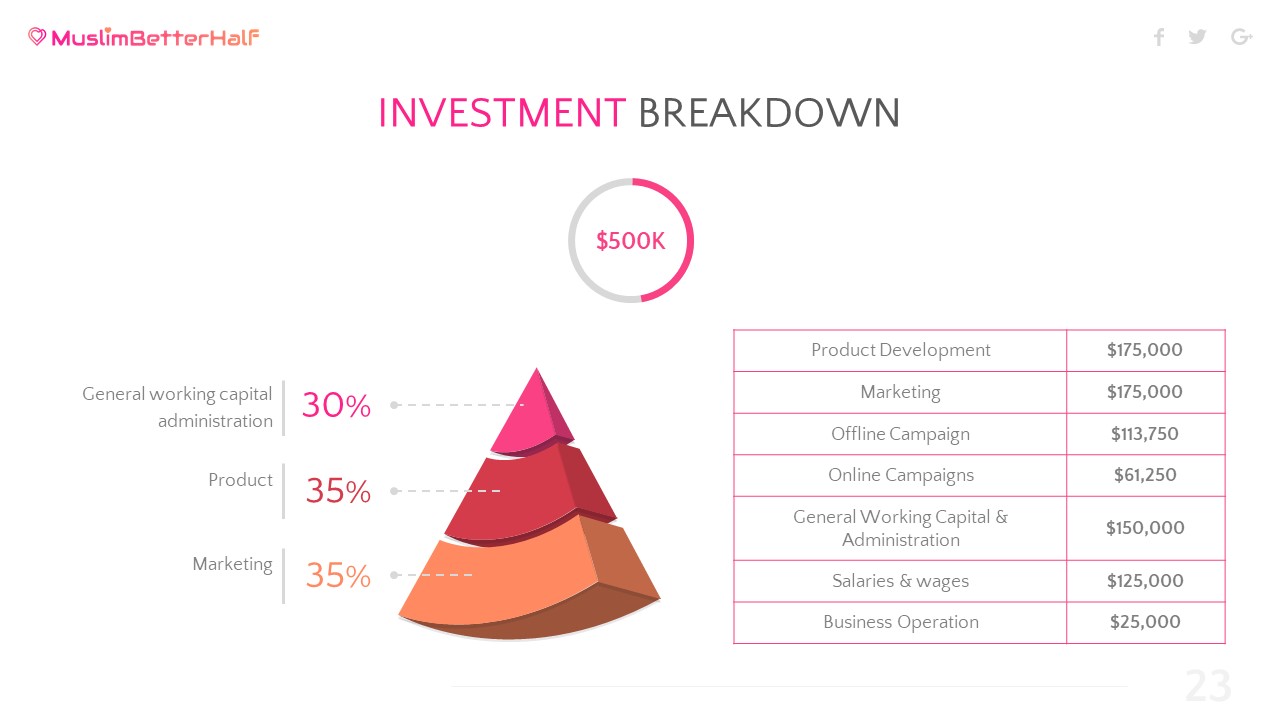 MuslimBetterHalf
INVESTMENT BREAKDOWN
$500K
General working capital
administration
30%
Product
35%
Marketing
35%
Product Development $175,000
Marketing $175,000
Offline Campaign $113,750
Online Campaigns $61,250
General Working Capital &
Administration $150,000
Salaries & wages $125,000
Business Operation $25,000
23